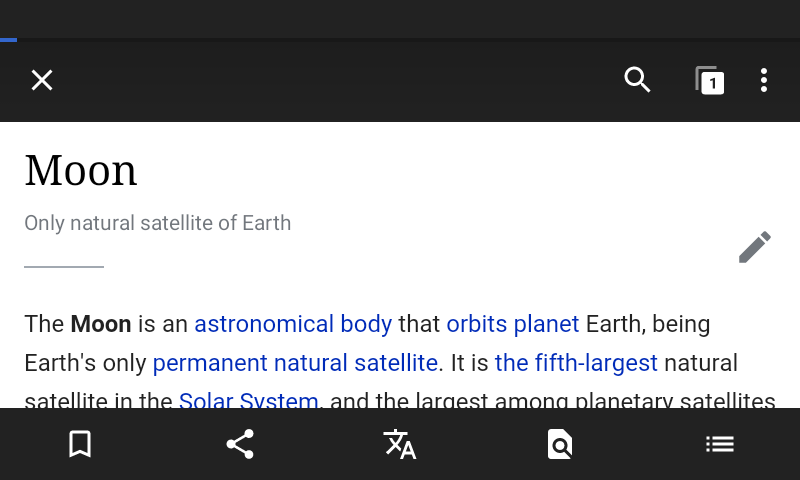 1
Moon
Only natural satellite of Earth
The Moon is an astronomical body that orbits planet Earth, being
Earth's only permanent natural satellite. It is the fifth-largest natural
satellite in the Solar System, and the largest among planetary satellites